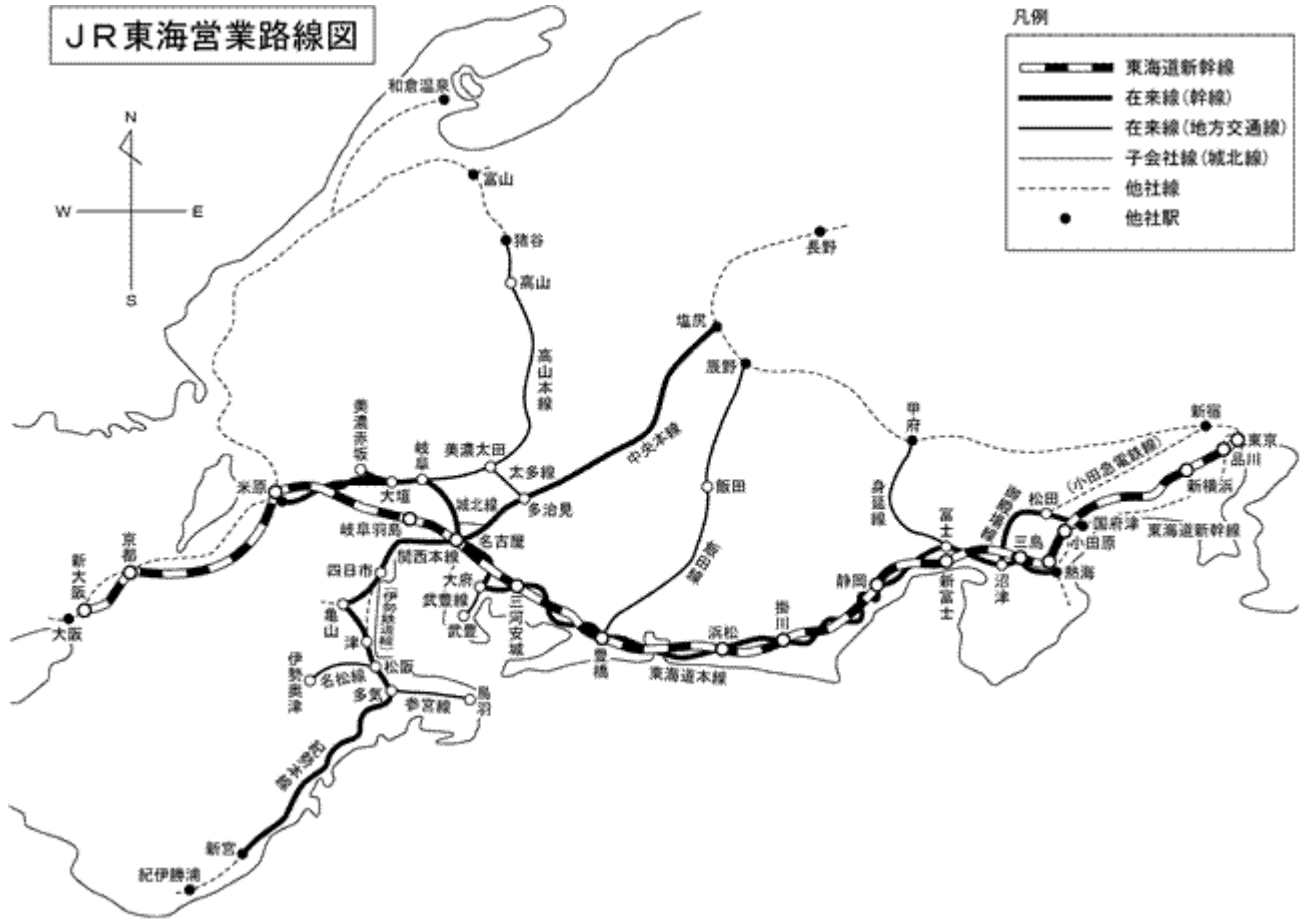 JR東海営業路線図
凡例
東海道新幹線
在来線(幹線)
在来線(地方交通線)
子会社線(城北線)
他社線
他社駅
N
W
E
S
和倉温泉
富山
猪谷
高山
高山本線
長野
塩尻
辰野
中央本線
飯田
飯田線
甲府
身延線
新宿
東京
品川
新横浜
(小田急電鉄線)
松田
御殿場線
国府津
小田原
東海道新幹線
熱海
三島
沼津
富士
新富士
静岡
掛川
浜松
東海道本線
豊橋
三河安城
大府
武豊線
武豊
名古屋
城北線
多治見
太多線
美濃太田
岐阜
大垣
美濃赤坂
岐阜羽島
米原
京都
新大阪
大阪
関西本線
四日市
(伊勢鉄道線)
亀山
津
松阪
名松線
伊勢奥津
多気
参宮線
鳥羽
紀勢本線
新宮
紀伊勝浦